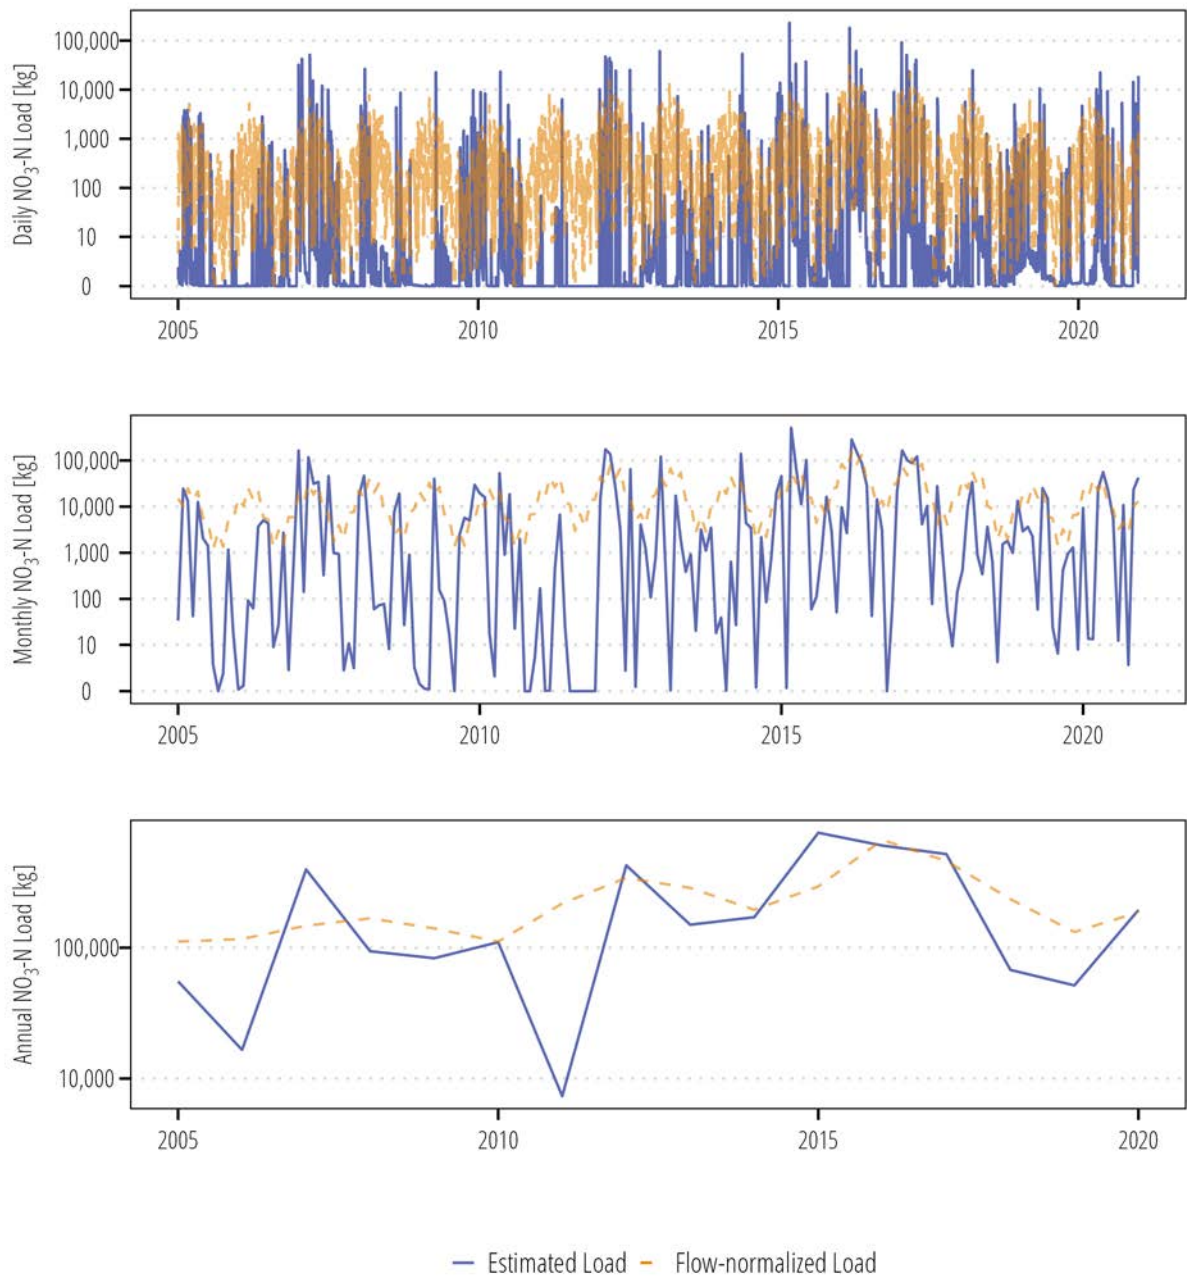 Daily NO₃-N Load [kg]
100,000
10,000
1,000
100
10
0
2005 2010 2015 2020
Monthly NO₃-N Load [kg]
100,000
10,000
1,000
100
10
0
2005 2010 2015 2020
Annual NO₃-N Load [kg]
100,000
10,000
2005 2010 2015 2020
Estimated Load Flow-normalized Load